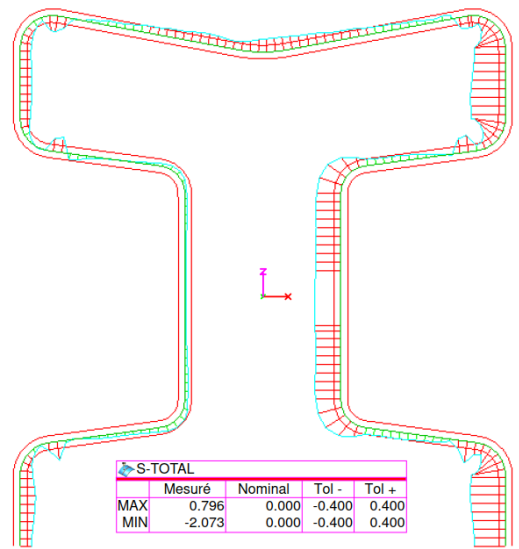 Z
X
S-TOTAL
Mesuré Nominal Tol - Tol +
MAX 0.796 0.000 -0.400 0.400
MIN -2.073 0.000 -0.400 0.400